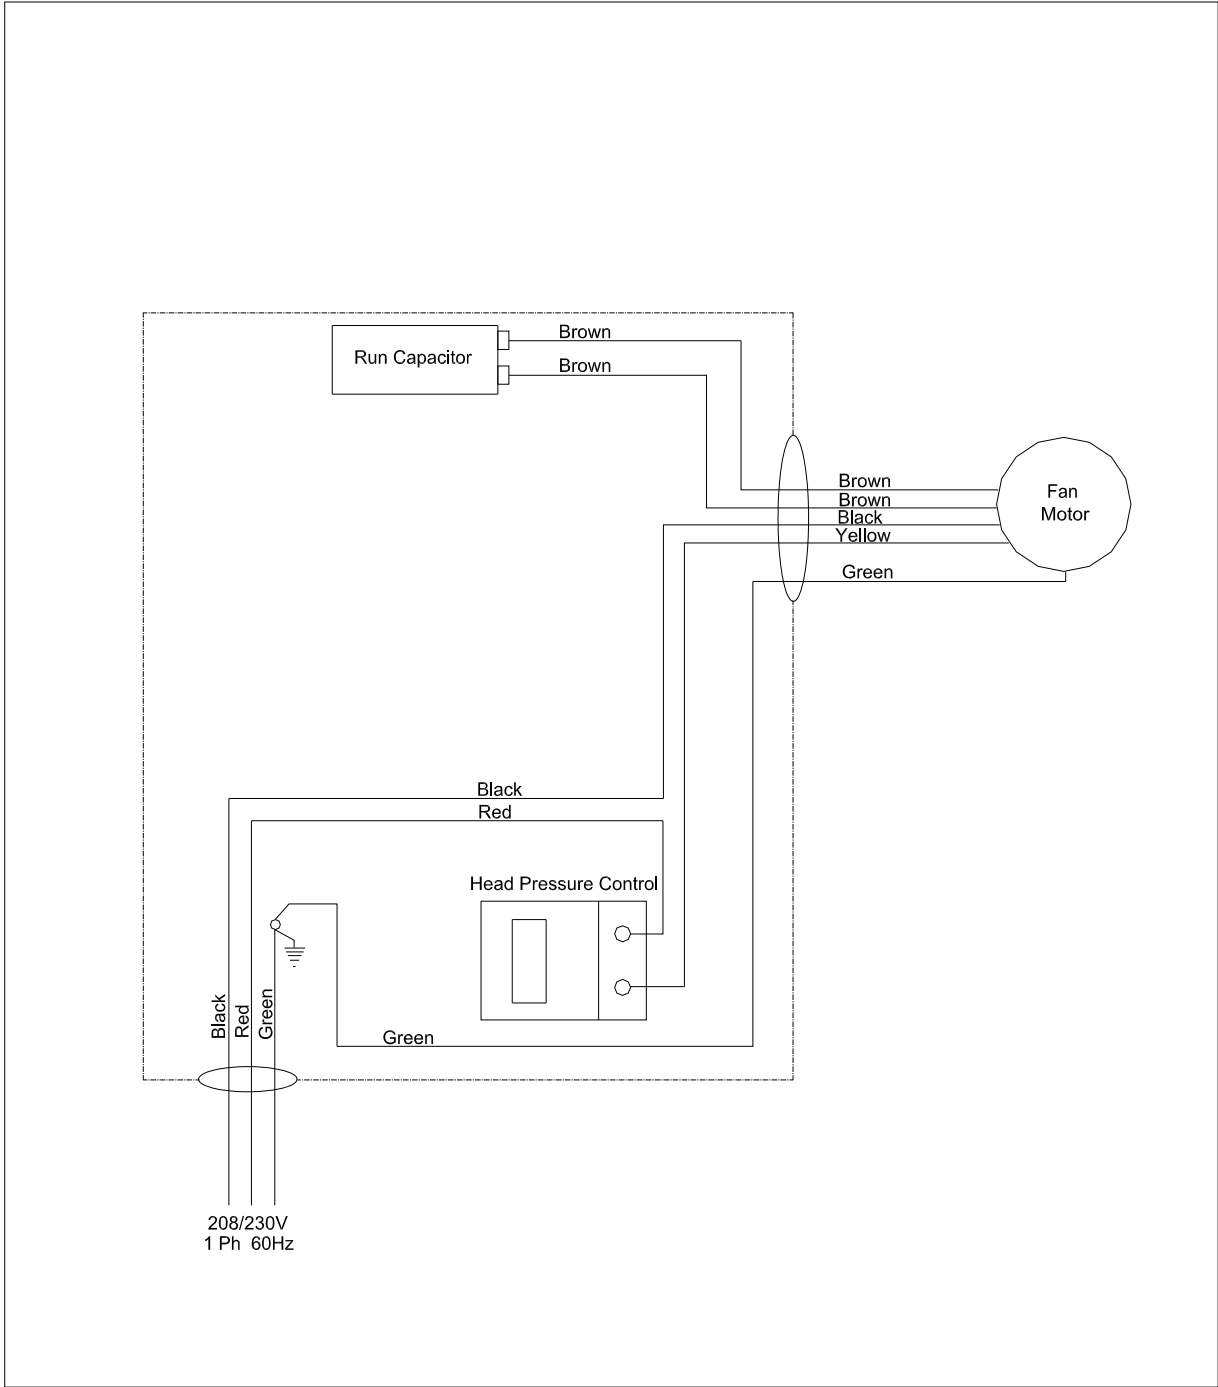 Brown
Run Capacitor
Brown
Brown
Brown
Black
Yellow
Green
Fan
Motor
Black
Red
Head Pressure Control
Black
Red
Green
Green
208/230V
1 Ph 60Hz